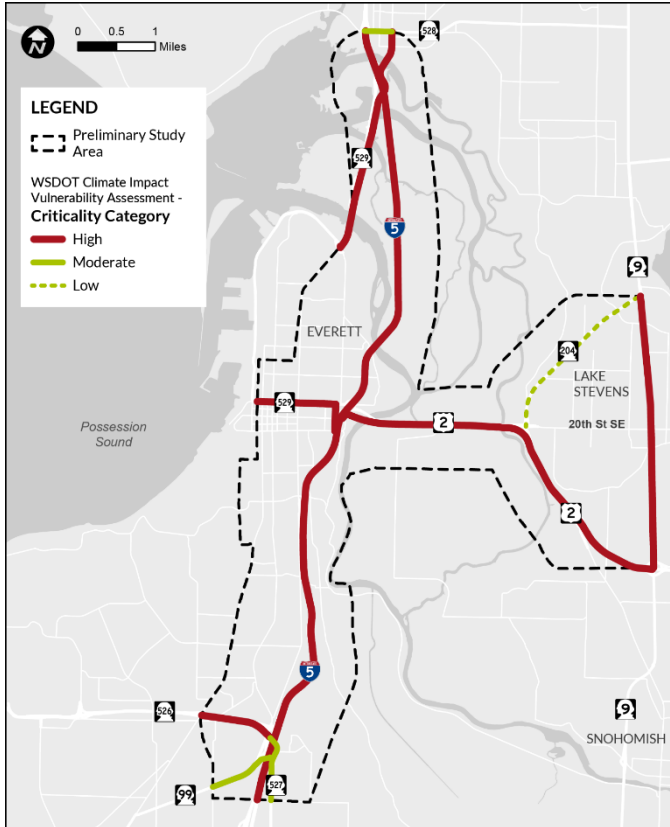 N
0 0.5 1
Miles
LEGEND
Preliminary Study
Area
WSDOT Climate Impact
Vulnerability Assessment -
Criticality Category
High
Moderate
Low
528
529
5
9
EVERETT
204
LAKE
STEVENS
529
2
20th St SE
Possession
Sound
2
5
526
9
SNOHOMISH
527
99